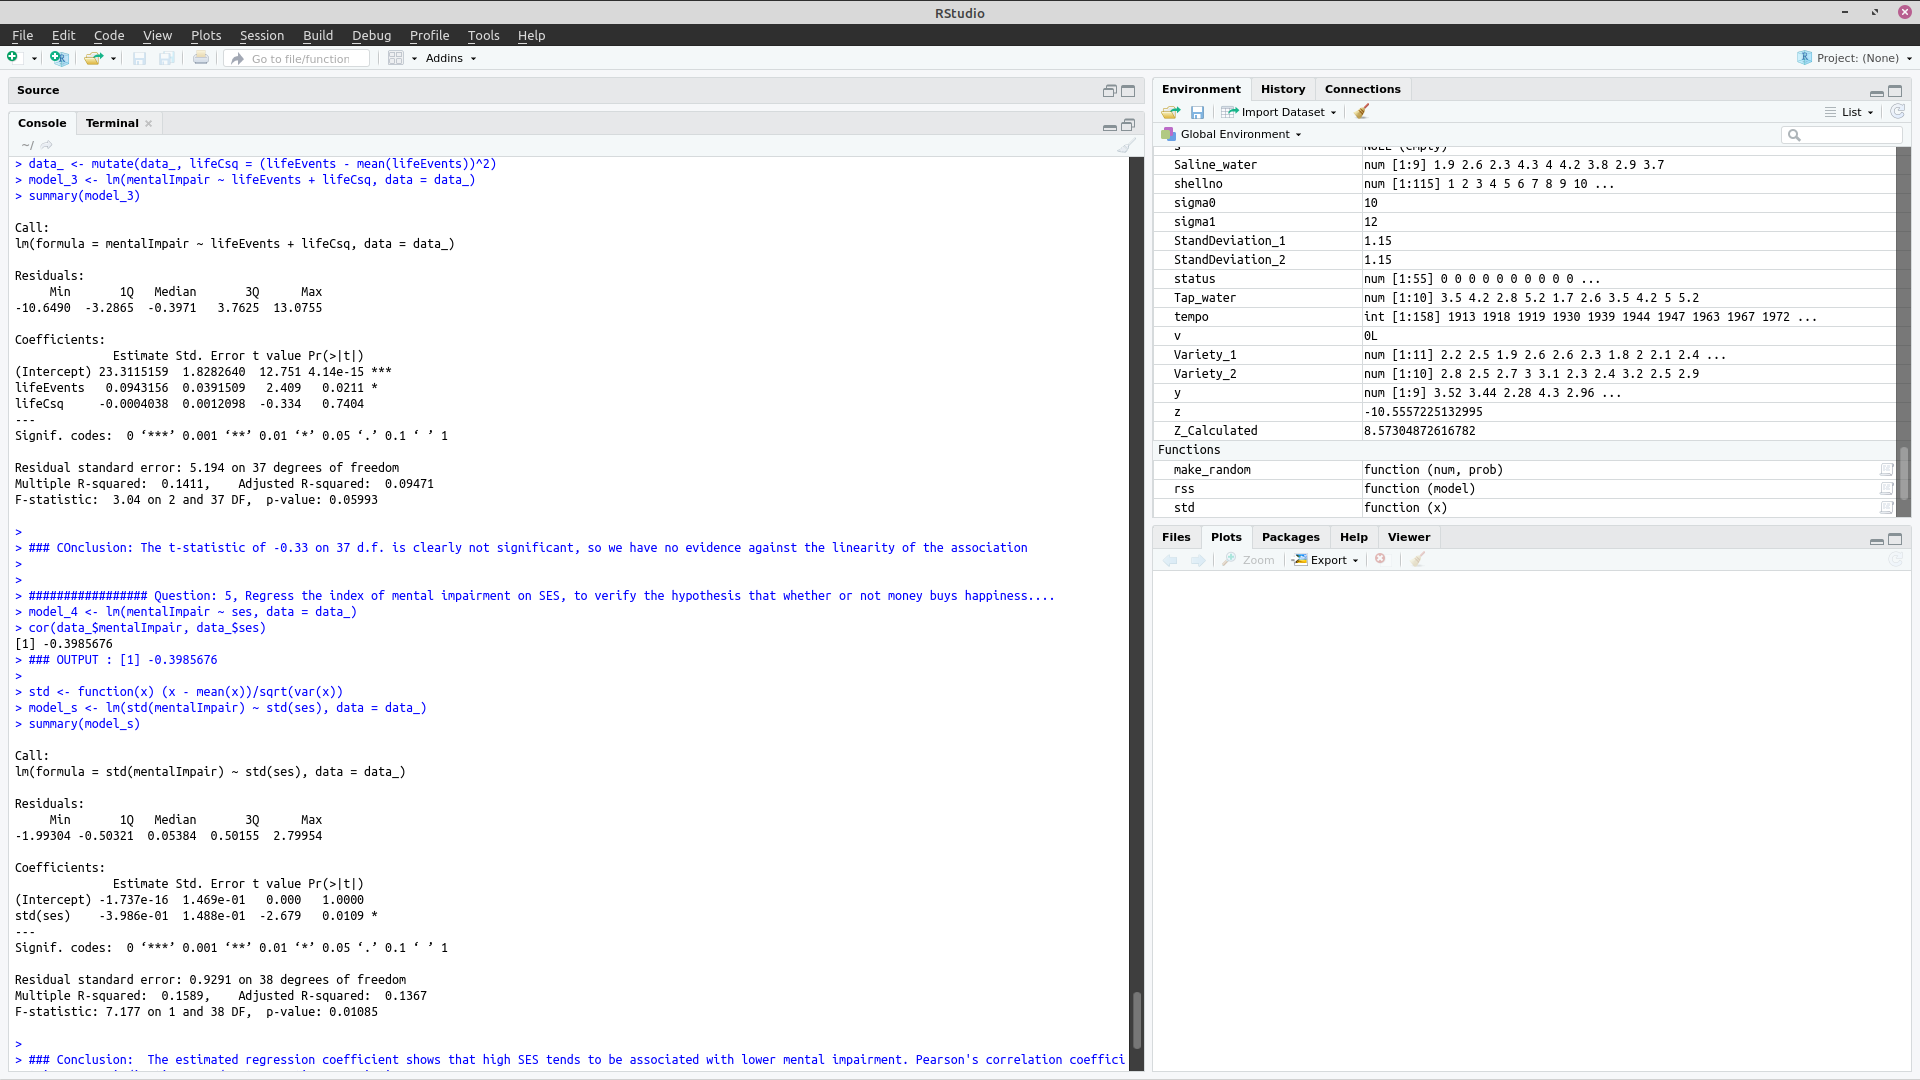 RStudio
File Edit Code View Plots Session Build Debug Profile Tools Help
Go to file/function Addins Project: (None)
Source
Console Terminal
~/
> data_ <- mutate(data_, lifeCsq = (lifeEvents - mean(lifeEvents))^2)
> model_3 <- lm(mentalImpair ~ lifeEvents + lifeCsq, data = data_)
> summary(model_3)
Call:
lm(formula = mentalImpair ~ lifeEvents + lifeCsq, data = data_)
Residuals:
Min 1Q Median 3Q Max
-10.6490 -3.2865 -0.3971 3.7625 13.0755
Coefficients:
Estimate Std. Error t value Pr(>|t|)
(Intercept) 23.3115159 1.8282640 12.751 4.14e-15 ***
lifeEvents 0.0943156 0.0391509 2.409 0.0211 *
lifeCsq -0.0004038 0.0012098 -0.334 0.7404
---
Signif. codes: 0 ‘***’ 0.001 ‘**’ 0.01 ‘*’ 0.05 ‘.’ 0.1 ‘ ’ 1
Residual standard error: 5.194 on 37 degrees of freedom
Multiple R-squared: 0.1411, Adjusted R-squared: 0.09471
F-statistic: 3.04 on 2 and 37 DF, p-value: 0.05993
>
> ### COnclusion: The t-statistic of -0.33 on 37 d.f. is clearly not significant, so we have no evidence against the linearity of the association
>
>
> ################# Question: 5, Regress the index of mental impairment on SES, to verify the hypothesis that whether or not money buys happiness....
> model_4 <- lm(mentalImpair ~ ses, data = data_)
> cor(data_$mentalImpair, data_$ses)
[1] -0.3985676
> ### OUTPUT : [1] -0.3985676
>
> std <- function(x) (x - mean(x))/sqrt(var(x))
> model_s <- lm(std(mentalImpair) ~ std(ses), data = data_)
> summary(model_s)
Call:
lm(formula = std(mentalImpair) ~ std(ses), data = data_)
Residuals:
Min 1Q Median 3Q Max
-1.99304 -0.50321 0.05384 0.50155 2.79954
Coefficients:
Estimate Std. Error t value Pr(>|t|)
(Intercept) -1.737e-16 1.469e-01 0.000 1.0000
std(ses) -3.986e-01 1.488e-01 -2.679 0.0109 *
---
Signif. codes: 0 ‘***’ 0.001 ‘**’ 0.01 ‘*’ 0.05 ‘.’ 0.1 ‘ ’ 1
Residual standard error: 0.9291 on 38 degrees of freedom
Multiple R-squared: 0.1589, Adjusted R-squared: 0.1367
F-statistic: 7.177 on 1 and 38 DF, p-value: 0.01085
>
> ### Conclusion: The estimated regression coefficient shows that high SES tends to be associated with lower mental impairment. Pearson's correlation coeffici
Environment History Connections
Import Dataset List
Global Environment
s NULL (empty)
Saline_water num [1:9] 1.9 2.6 2.3 4.3 4 4.2 3.8 2.9 3.7
shellno num [1:115] 1 2 3 4 5 6 7 8 9 10 ...
sigma0 10
sigma1 12
StandDeviation_1 1.15
StandDeviation_2 1.15
status num [1:55] 0 0 0 0 0 0 0 0 0 0 ...
Tap_water num [1:10] 3.5 4.2 2.8 5.2 1.7 2.6 3.5 4.2 5 5.2
tempo int [1:158] 1913 1918 1919 1930 1939 1944 1947 1963 1967 1972 ...
v 0L
Variety_1 num [1:11] 2.2 2.5 1.9 2.6 2.6 2.3 1.8 2 2.1 2.4 ...
Variety_2 num [1:10] 2.8 2.5 2.7 3 3.1 2.3 2.4 3.2 2.5 2.9
y num [1:9] 3.52 3.44 2.28 4.3 2.96 ...
z -10.5557225132995
Z_Calculated 8.57304872616782
Functions
make_random function (num, prob)
rss function (model)
std function (x)
Files Plots Packages Help Viewer
Zoom Export